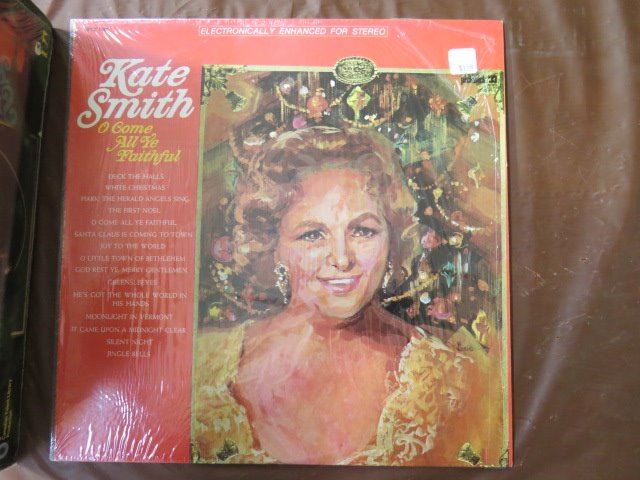 ELECTRONICALLY ENHANCED FOR STEREO
Kate
Smith
O Come
All Ye
Faithful
DECK THE HALLS
WHITE CHRISTMAS
HARK, THE HERALD ANGELS SING
THE FIRST NOEL
O COME ALL YE FAITHFUL
SANTA CLAUS IS COMING TO TOWN
JOY TO THE WORLD
O LITTLE TOWN OF BETHLEHEM
GOD REST YE MERRY GENTLEMEN
GREENSLEEVES
HE'S GOT THE WHOLE WORLD IN
HIS HANDS
MOONLIGHT IN VERMONT
IT CAME UPON A MIDNIGHT CLEAR
SILENT NIGHT
JINGLE BELLS